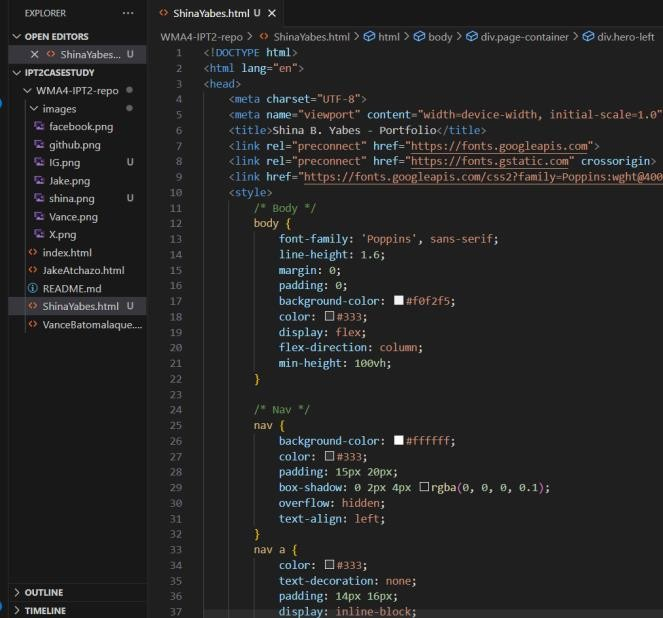 EXPLORER ···
OPEN EDITORS
ShinaYabes... U
IPT2CASESTUDY
WMA4-IPT2-repo
images
facebook.png
github.png
IG.png U
Jake.png
shina.png U
Vance.png
X.png
index.html
JakeAtchazo.html
README.md
ShinaYabes.html U
VanceBatomalaque....
OUTLINE
TIMELINE
ShinaYabes.html U
WMA4-IPT2-repo > ShinaYabes.html > html > body > div.page-container > div.hero-left
1 <!DOCTYPE html>
2 <html lang="en">
3 <head>
4 <meta charset="UTF-8">
5 <meta name="viewport" content="width=device-width, initial-scale=1.0"
6 <title>Shina B. Yabes - Portfolio</title>
7 <link rel="preconnect" href="https://fonts.googleapis.com">
8 <link rel="preconnect" href="https://fonts.gstatic.com" crossorigin>
9 <link href="https://fonts.googleapis.com/css2?family=Poppins:wght@400
10 <style>
11 /* Body */
12 body {
13 font-family: 'Poppins', sans-serif;
14 line-height: 1.6;
15 margin: 0;
16 padding: 0;
17 background-color: #f0f2f5;
18 color: #333;
19 display: flex;
20 flex-direction: column;
21 min-height: 100vh;
22 }
23
24 /* Nav */
25 nav {
26 background-color: #ffffff;
27 color: #333;
28 padding: 15px 20px;
29 box-shadow: 0 2px 4px rgba(0, 0, 0, 0.1);
30 overflow: hidden;
31 text-align: left;
32 }
33 nav a {
34 color: #333;
35 text-decoration: none;
36 padding: 14px 16px;
37 display: inline-block;